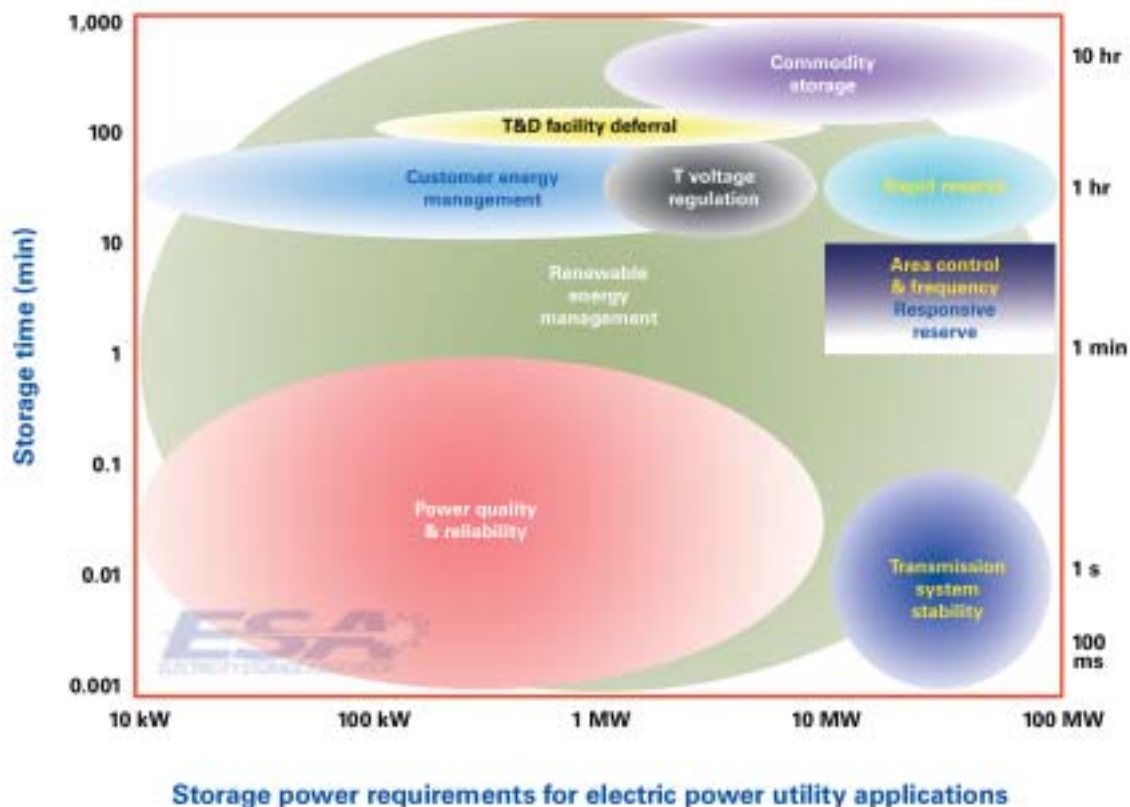 1,000
100
10
1
0.1
0.01
0.001
Storage time (min)
10 hr
1 hr
1 min
1 s
100
ms
Commodity
storage
T&D facility deferral
Customer energy
management
T voltage
regulation
Rapid reserve
Renewable
energy
management
Area control
& frequency
Responsive
reserve
Power quality
& reliability
Transmission
system
stability
ESA
ELECTRICITY STORAGE ASSOCIATION
10 kW
100 kW
1 MW
10 MW
100 MW
Storage power requirements for electric power utility applications